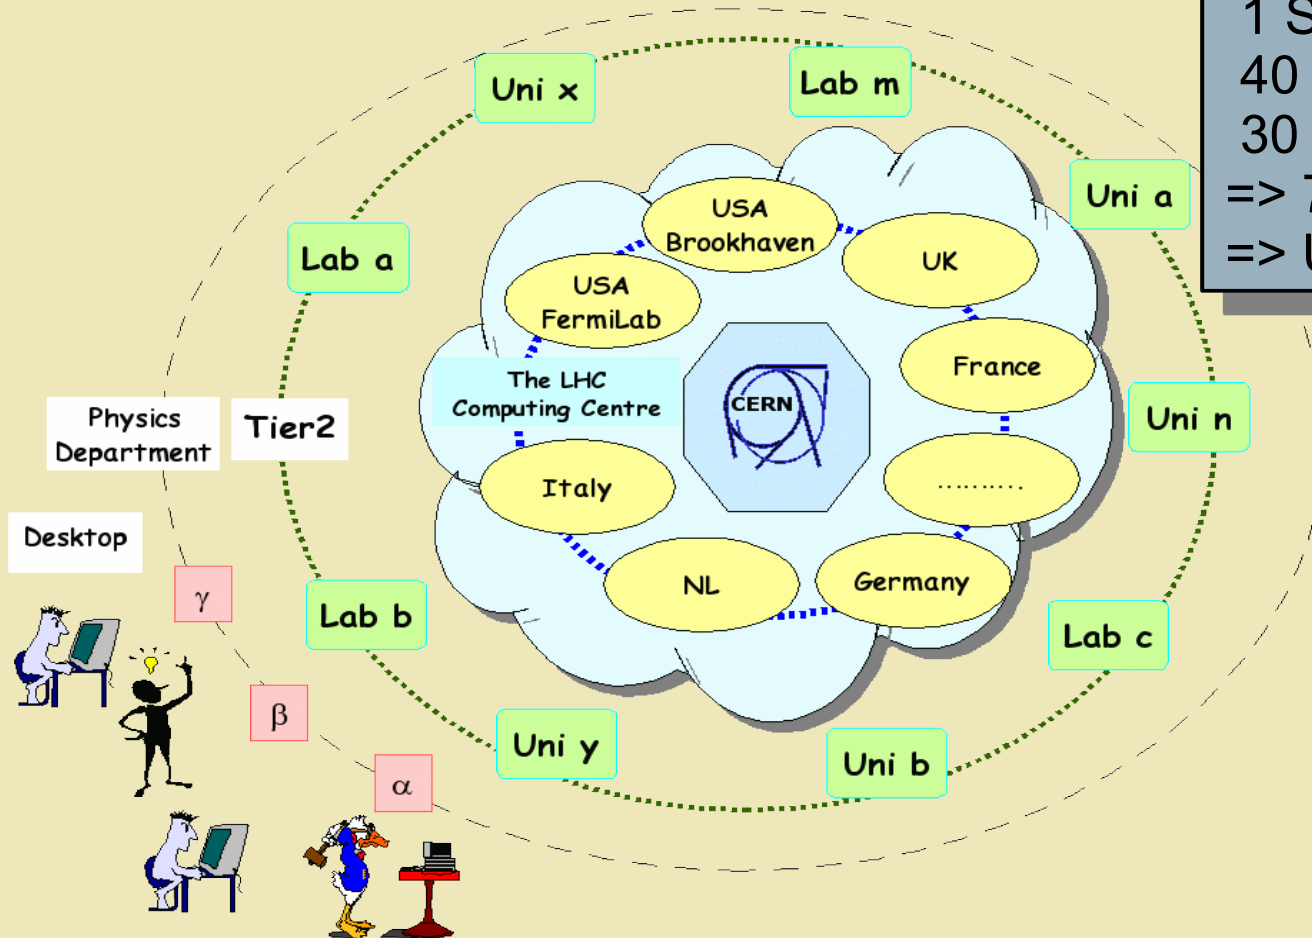 1 S
40
30
=> 7
=> U
Uni x
Lab m
Uni a
Lab a
USA
Brookhaven
UK
USA
FermiLab
France
The LHC
Computing Centre
CERN
Physics
Department
Tier2
Uni n
Italy
.........
Desktop
NL
Germany
γ
Lab b
Lab c
β
Uni y
Uni b
α